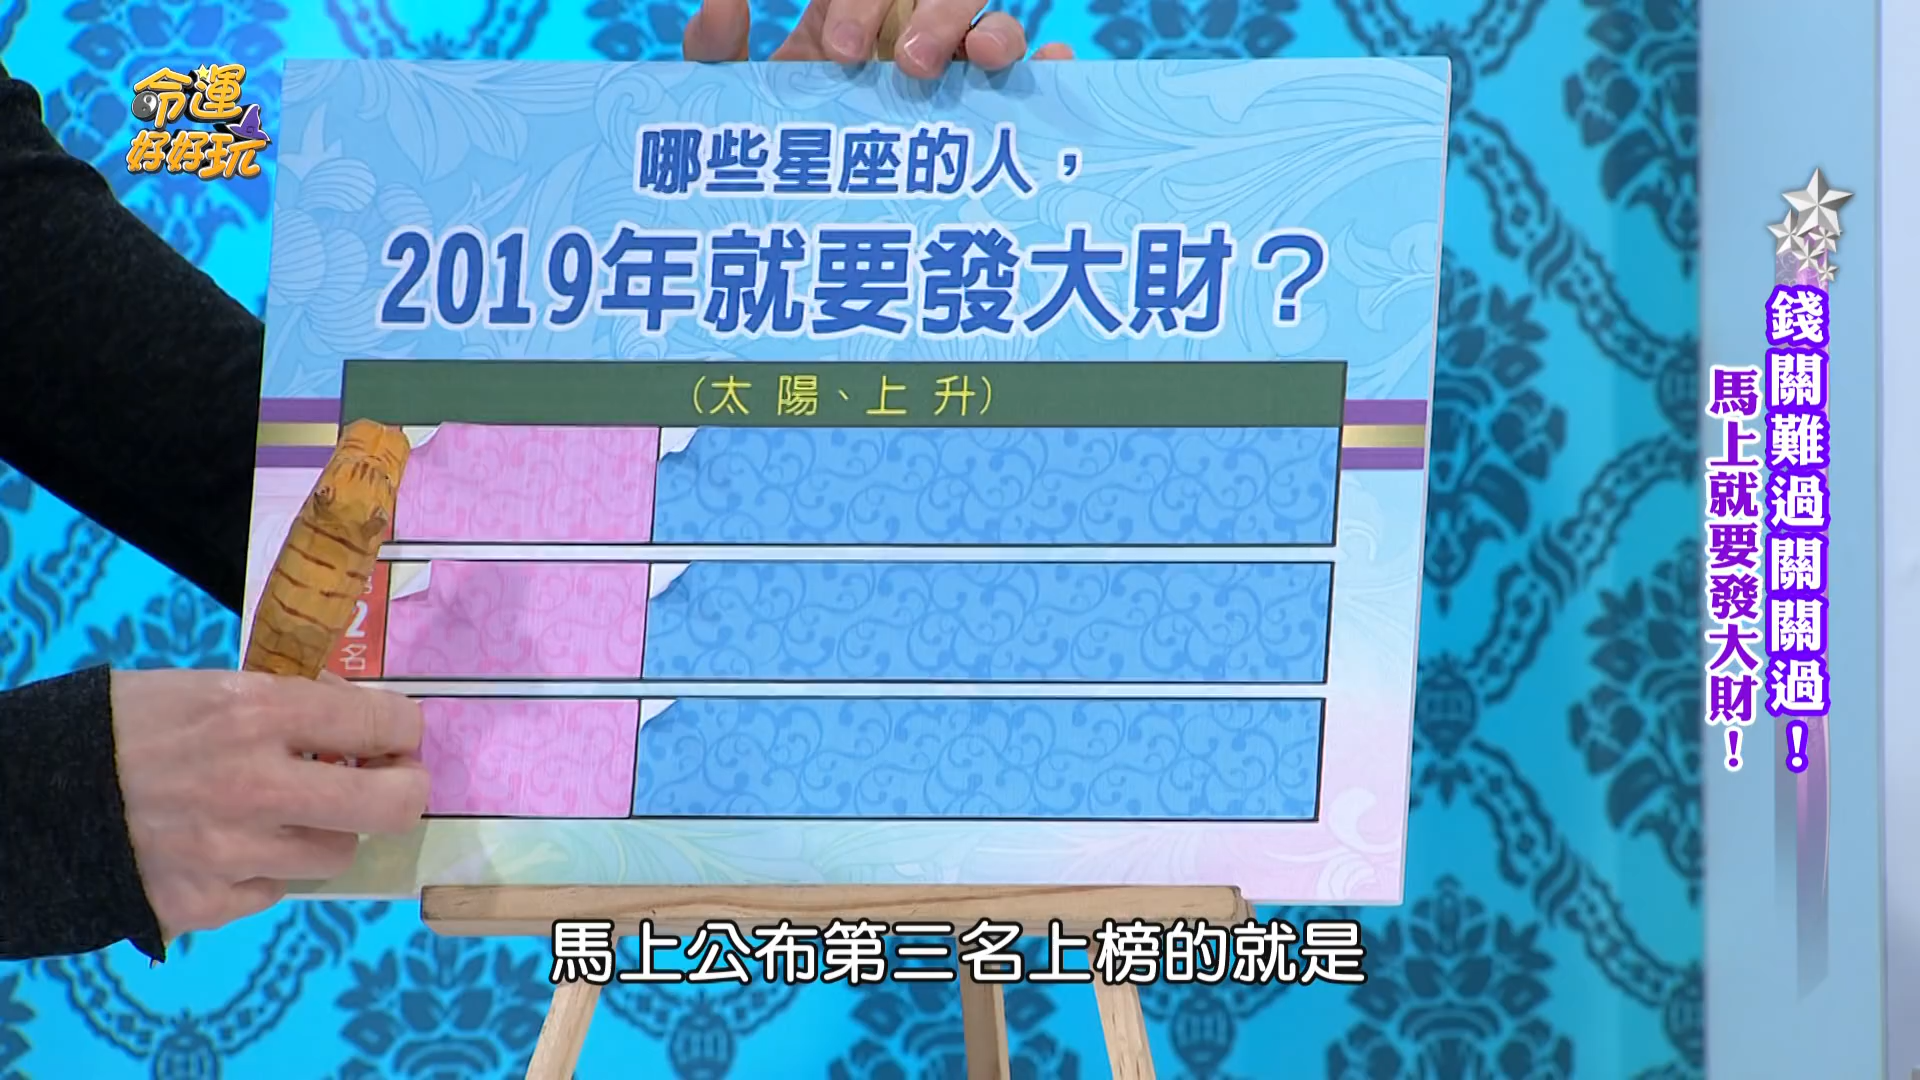 命運
好好玩
哪些星座的人，
2019年就要發大財？
(太陽、上升)
2
名
錢關難過關關過！
馬上就要發大財！
馬上公布第三名上榜的就是